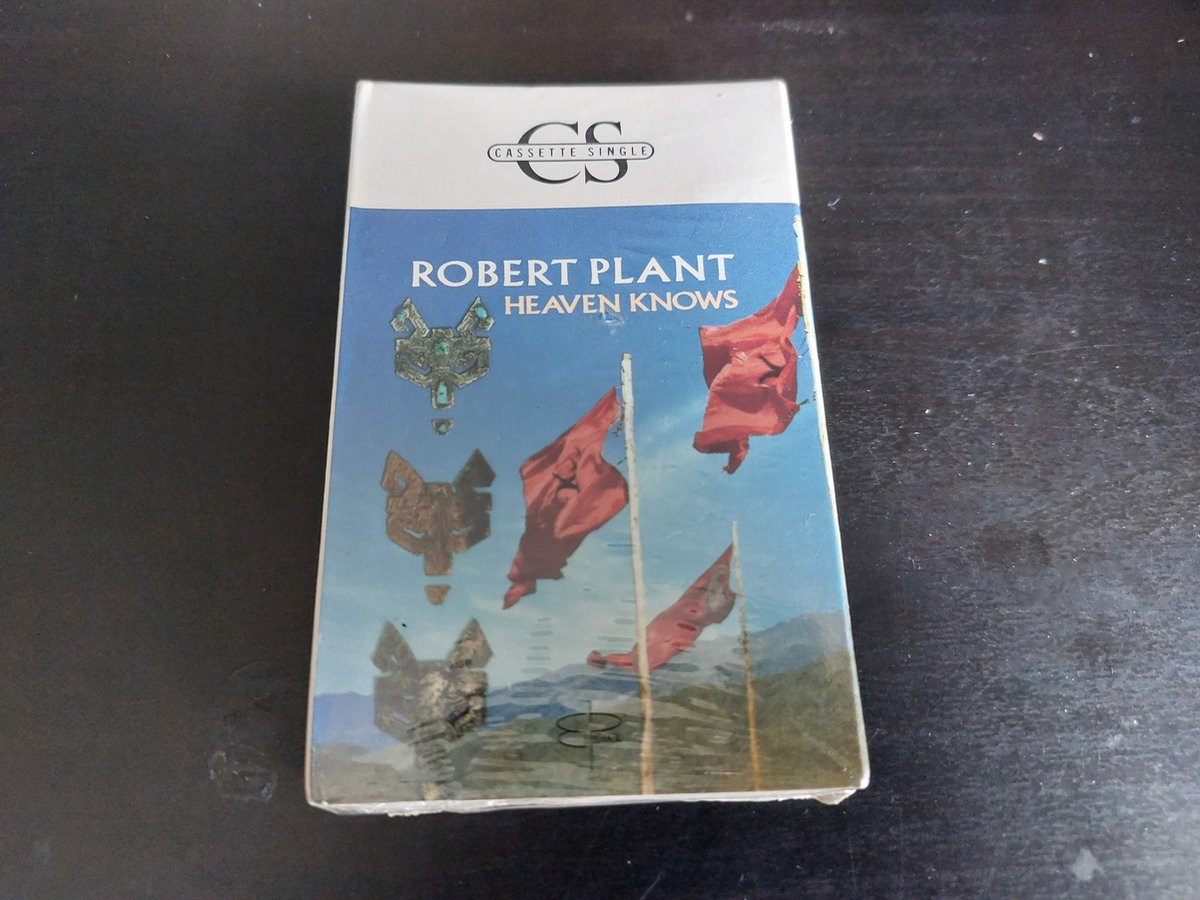 CS
CASSETTE SINGLE
ROBERT PLANT
HEAVEN KNOWS